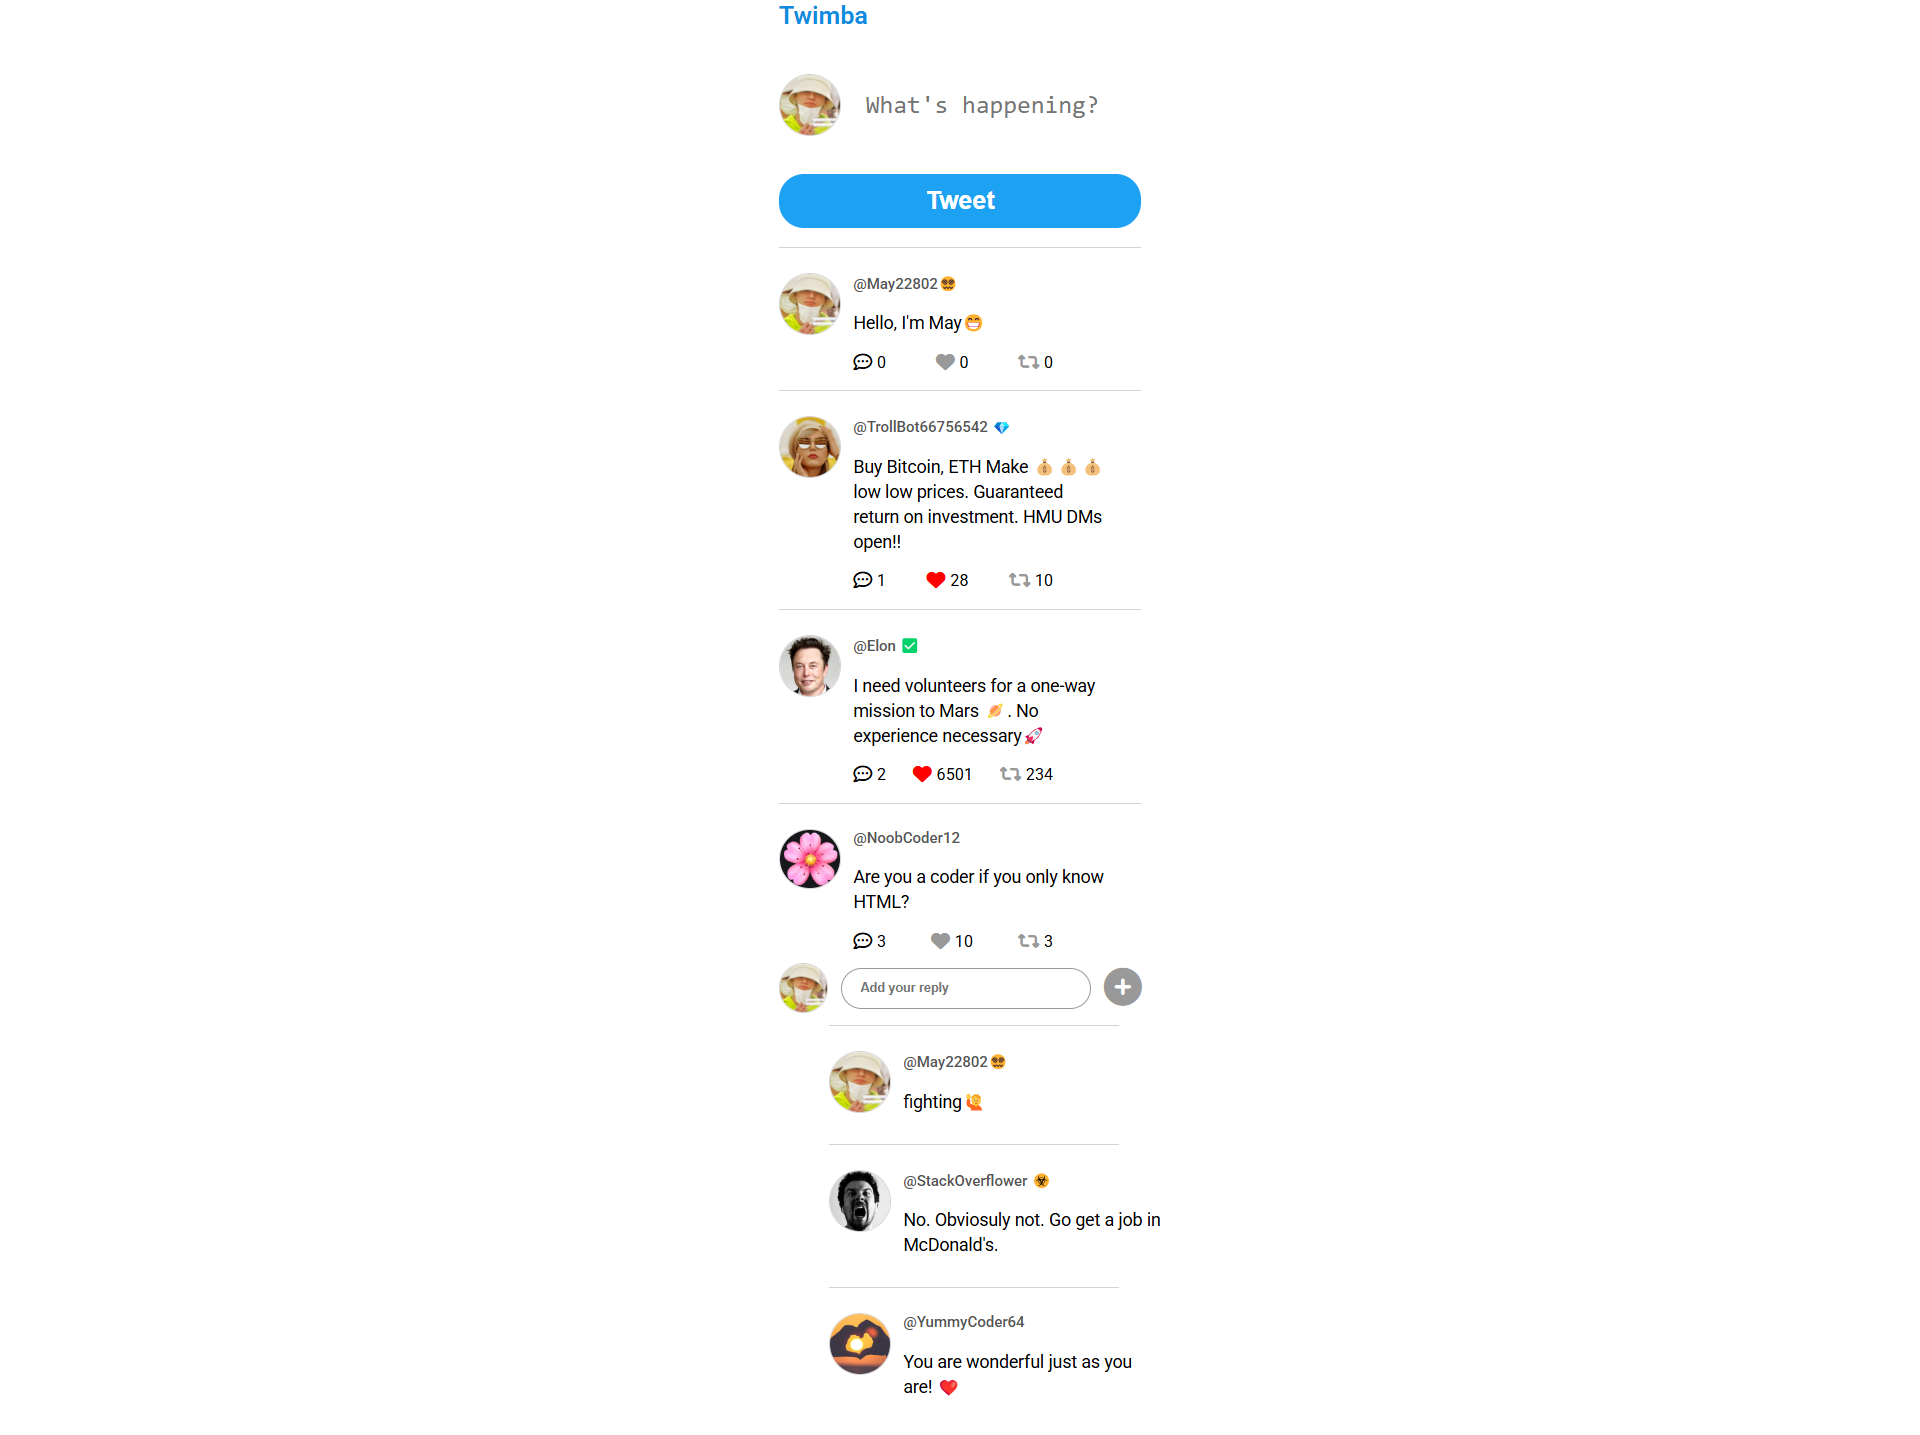 Twimba
What's happening?
Tweet
@May22802😵‍💫
Hello, I'm May😁
0 0 0
@TrollBot66756542 💎
Buy Bitcoin, ETH Make 💰 💰 💰
low low prices. Guaranteed
return on investment. HMU DMs
open!!
1 28 10
@Elon ✅
I need volunteers for a one-way
mission to Mars 🪐. No
experience necessary🚀
2 6501 234
@NoobCoder12
Are you a coder if you only know
HTML?
3 10 3
Add your reply
@May22802😵‍💫
fighting🙋
@StackOverflower ☣️
No. Obviosuly not. Go get a job in
McDonald's.
@YummyCoder64
You are wonderful just as you
are! ❤️